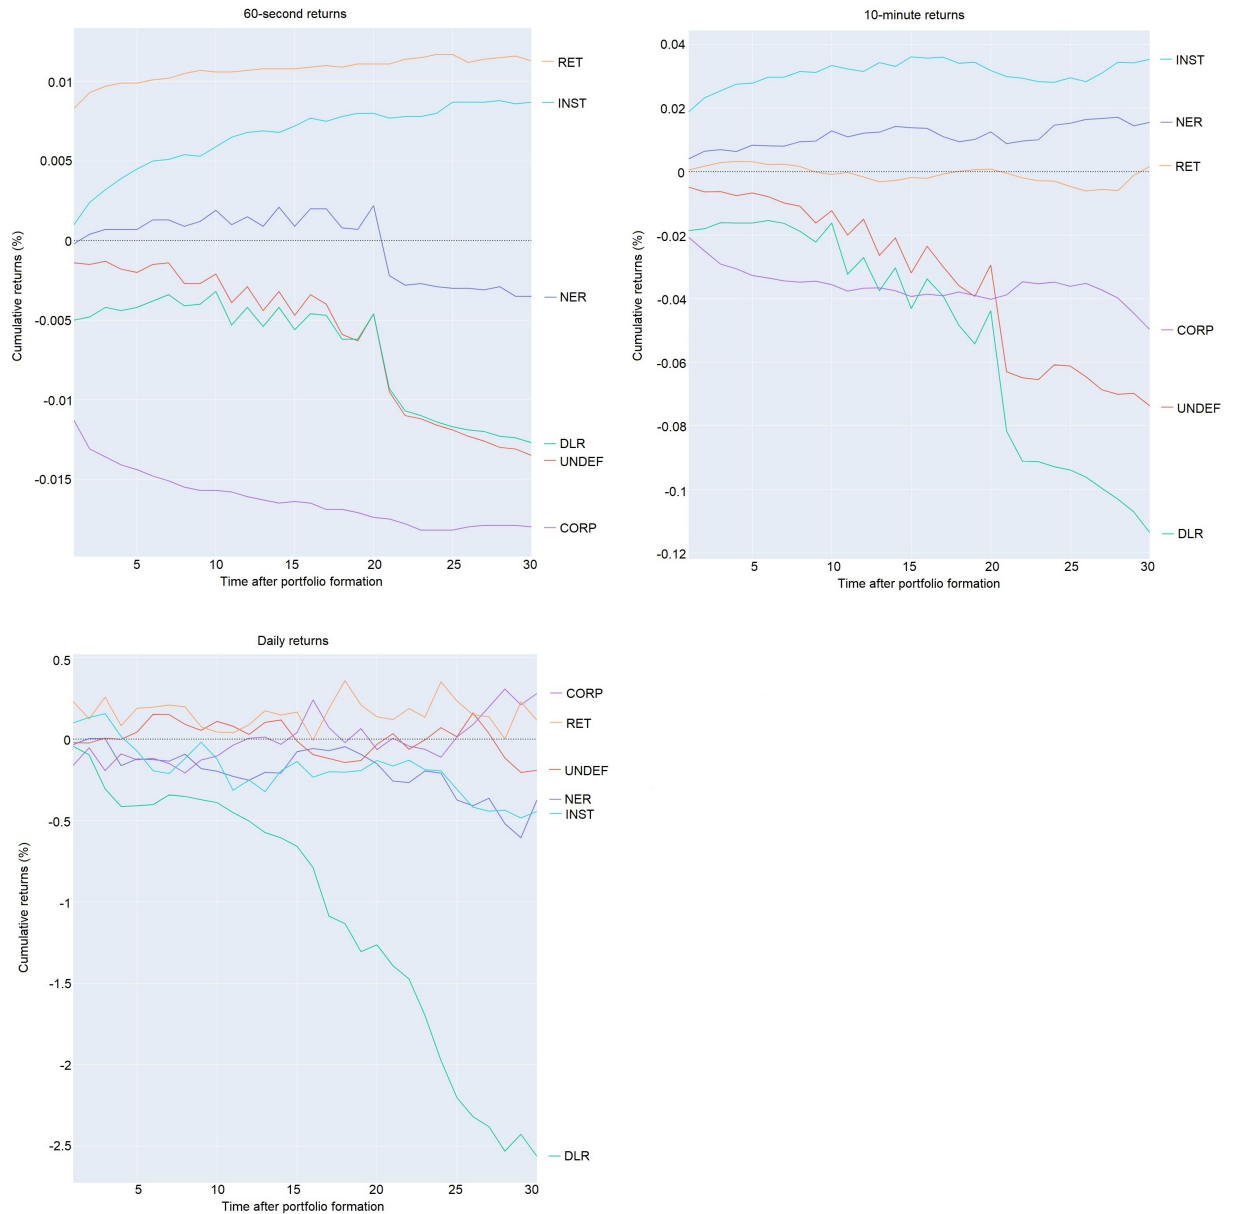 60-second returns
Cumulative returns (%)
0.01
0.005
0
-0.005
-0.01
-0.015
5 10 15 20 25 30
Time after portfolio formation
RET
INST
NER
DLR
UNDEF
CORP
10-minute returns
Cumulative returns (%)
0.04
0.02
0
-0.02
-0.04
-0.06
-0.08
-0.1
-0.12
5 10 15 20 25 30
Time after portfolio formation
INST
NER
RET
CORP
UNDEF
DLR
Daily returns
Cumulative returns (%)
0.5
0
-0.5
-1
-1.5
-2
-2.5
5 10 15 20 25 30
Time after portfolio formation
CORP
RET
UNDEF
NER
INST
DLR